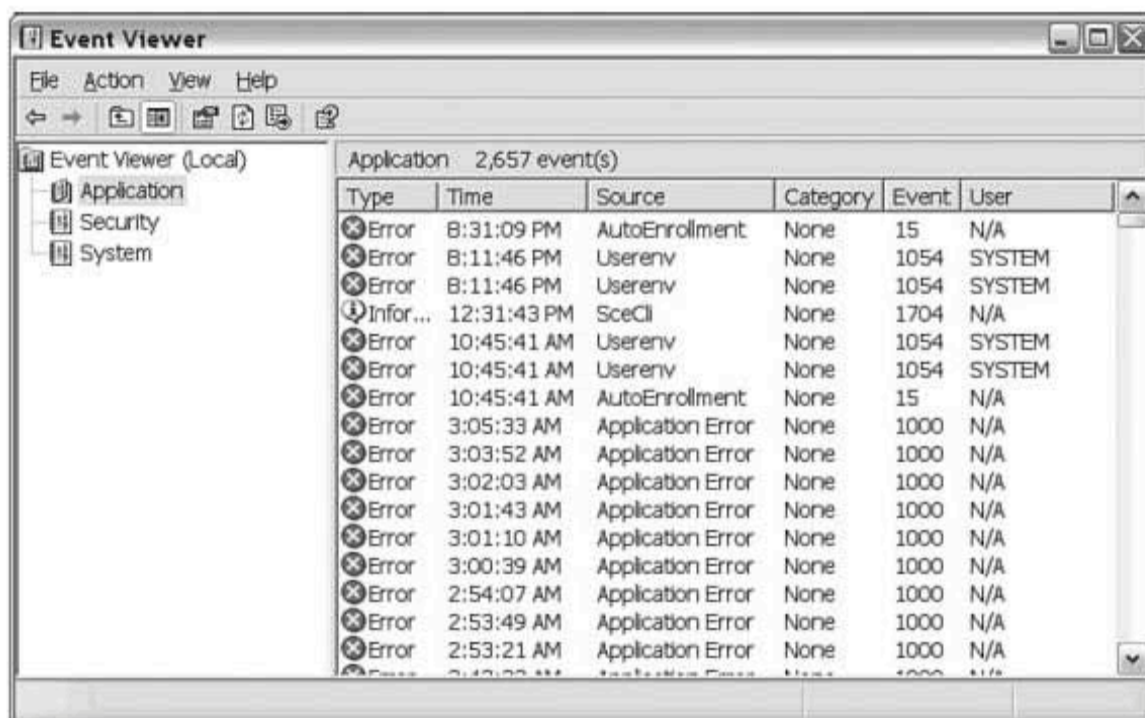 Event Viewer
File Action View Help
Event Viewer (Local)
Application
Security
System
Application 2,657 event(s)
Type Time Source Category Event User
Error 8:31:09 PM AutoEnrollment None 15 N/A
Error 8:11:46 PM Userenv None 1054 SYSTEM
Error 8:11:46 PM Userenv None 1054 SYSTEM
Infor... 12:31:43 PM SceCli None 1704 N/A
Error 10:45:41 AM Userenv None 1054 SYSTEM
Error 10:45:41 AM Userenv None 1054 SYSTEM
Error 10:45:41 AM AutoEnrollment None 15 N/A
Error 3:05:33 AM Application Error None 1000 N/A
Error 3:03:52 AM Application Error None 1000 N/A
Error 3:02:03 AM Application Error None 1000 N/A
Error 3:01:43 AM Application Error None 1000 N/A
Error 3:01:10 AM Application Error None 1000 N/A
Error 3:00:39 AM Application Error None 1000 N/A
Error 2:54:07 AM Application Error None 1000 N/A
Error 2:53:49 AM Application Error None 1000 N/A
Error 2:53:21 AM Application Error None 1000 N/A